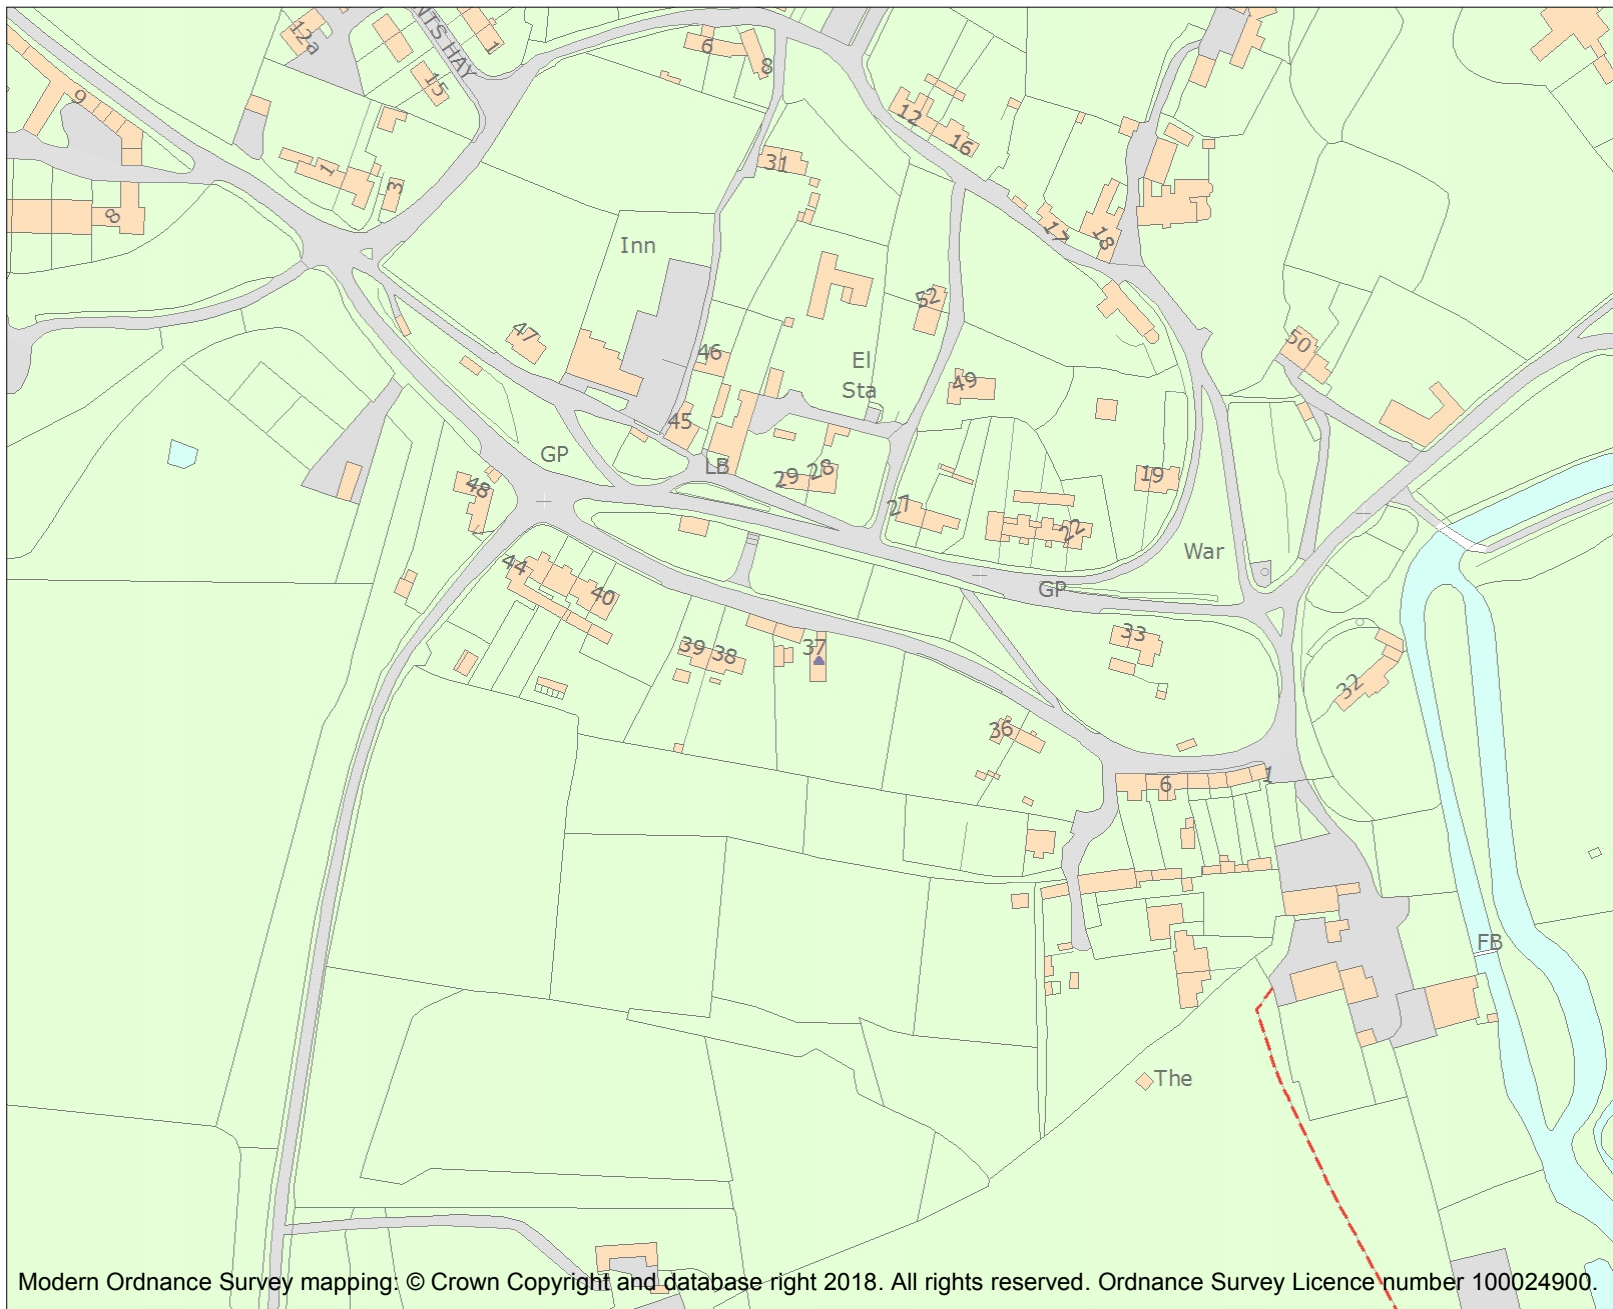 12a
NTS HAY
1
15
6
8
9
12
16
31
1
3
8
17
18
Inn
52
47
46
El
Sta
50
49
45
GP
LB
29
28
19
48
27
22
War
44
40
GP
33
39
38
37
32
36
6
1
FB
The
Modern Ordnance Survey mapping: © Crown Copyright and database right 2018. All rights reserved. Ordnance Survey Licence number 100024900.